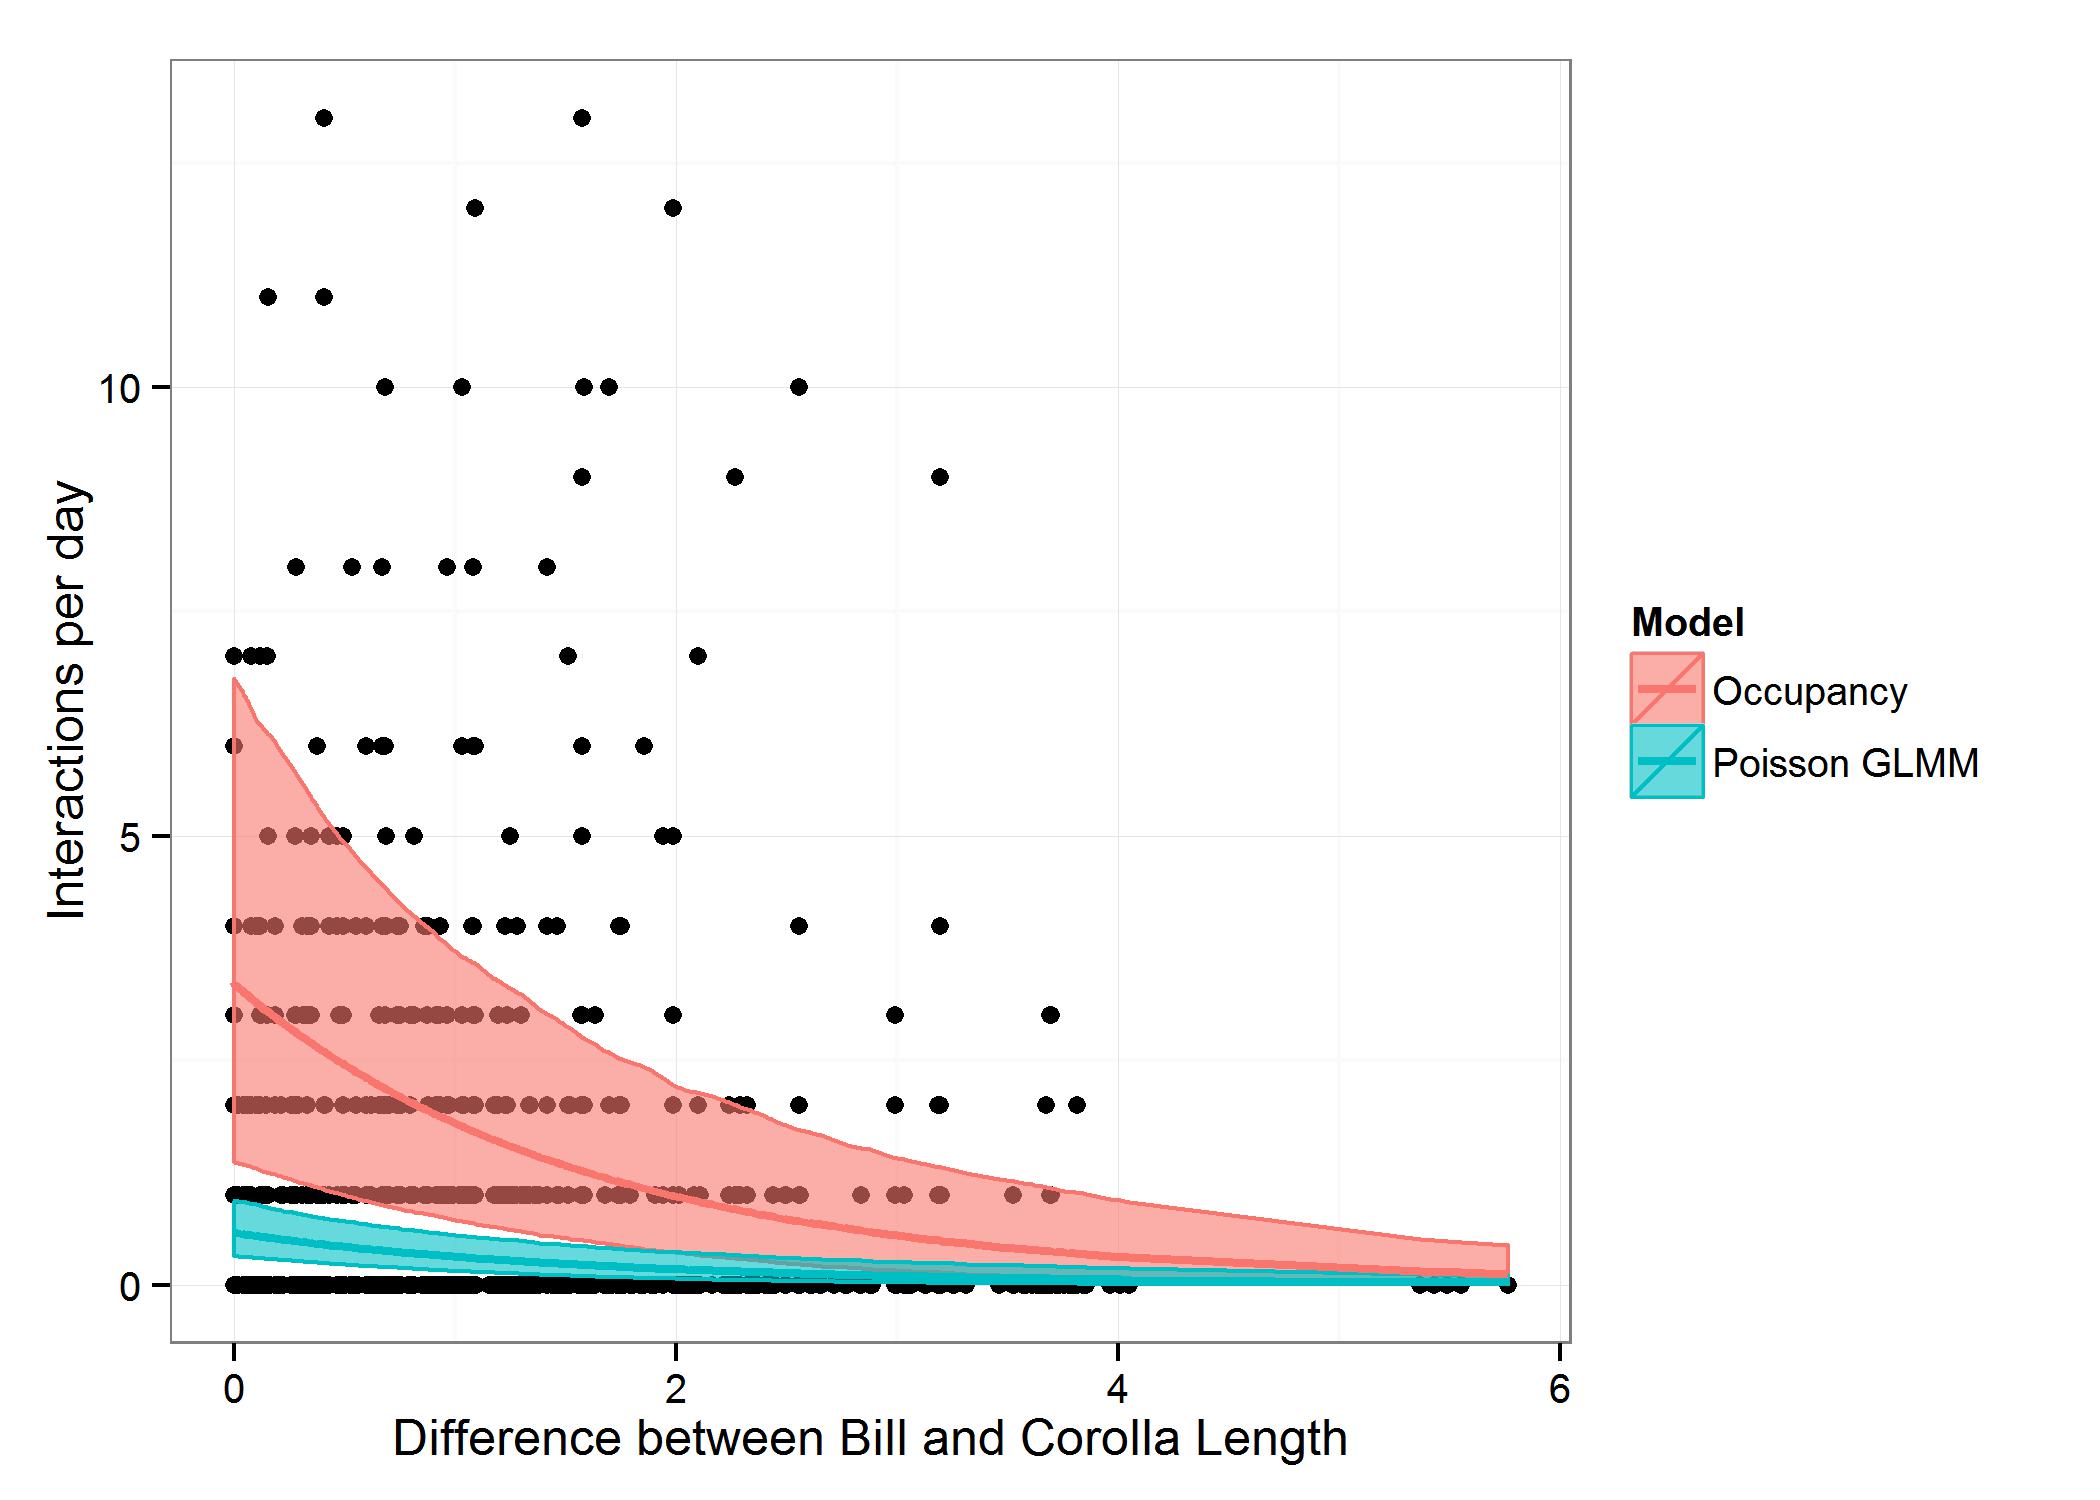 10
5
0
0
2
4
6
Interactions per day
Difference between Bill and Corolla Length
Model
Occupancy
Poisson GLMM